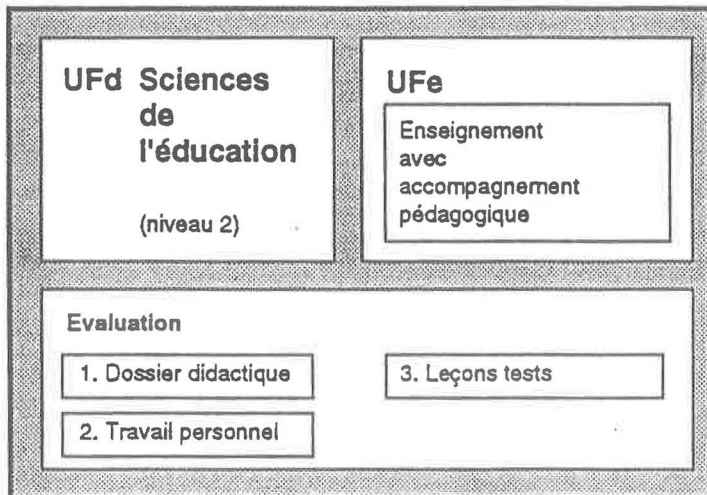 UFd Sciences
de
l'éducation
(niveau 2)
UFe
Enseignement
avec
accompagnement
pédagogique
Evaluation
1. Dossier didactique
2. Travail personnel
3. Leçons tests